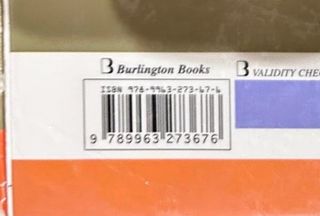 Burlington Books
VALIDITY CHE
ISBN 978-9963-273-67-6
9 789963 273676